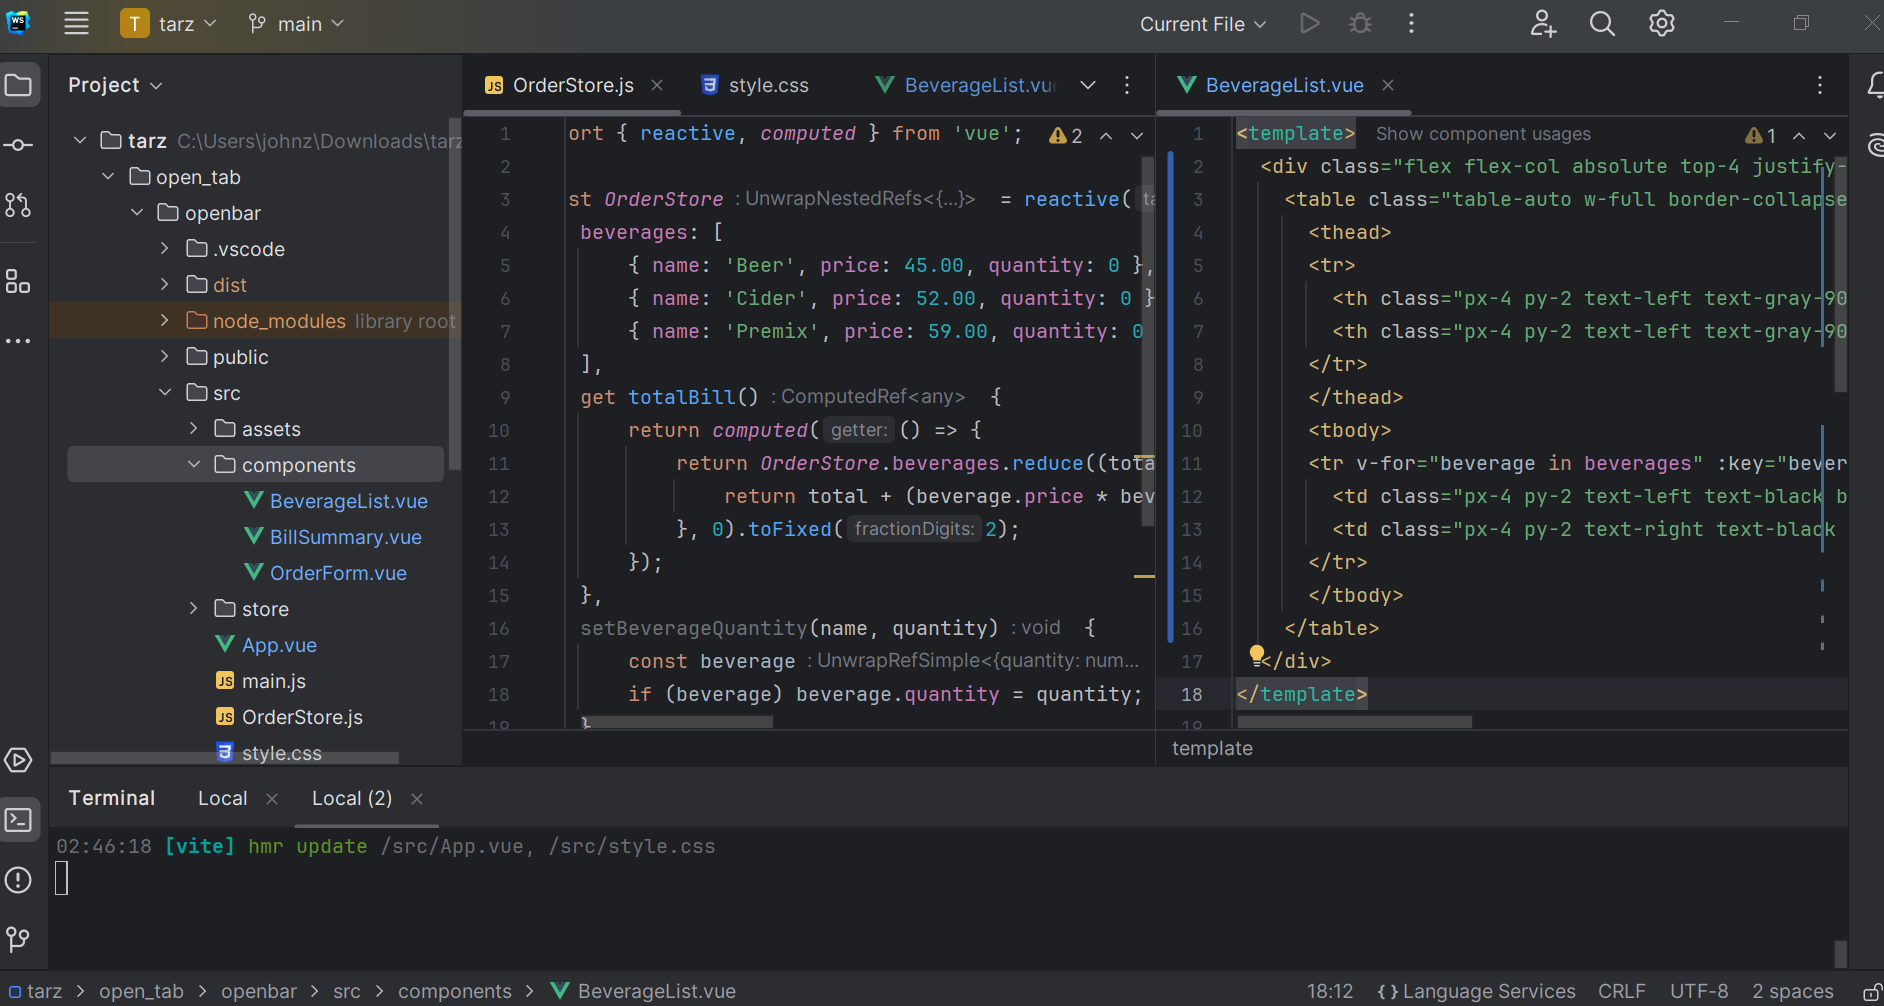 WS
T tarz main Current File
Project
tarz C:\Users\johnz\Downloads\tarz
open_tab
openbar
.vscode
dist
node_modules library root
public
src
assets
components
BeverageList.vue
BillSummary.vue
OrderForm.vue
store
App.vue
JS main.js
JS OrderStore.js
style.css
JS OrderStore.js style.css BeverageList.vue
1 ort { reactive, computed } from 'vue'; 2
2
3 st OrderStore : UnwrapNestedRefs<{...}> = reactive( ta
4 beverages: [
5 { name: 'Beer', price: 45.00, quantity: 0 },
6 { name: 'Cider', price: 52.00, quantity: 0 }
7 { name: 'Premix', price: 59.00, quantity: 0
8 ],
9 get totalBill() : ComputedRef<any> {
10 return computed( getter: () => {
11 return OrderStore.beverages.reduce((tota
12 return total + (beverage.price * bev
13 }, 0).toFixed( fractionDigits: 2);
14 });
15 },
16 setBeverageQuantity(name, quantity) : void {
17 const beverage : UnwrapRefSimple<{quantity: num...
18 if (beverage) beverage.quantity = quantity;
19 }
BeverageList.vue
1 <template> Show component usages 1
2 <div class="flex flex-col absolute top-4 justify-
3 <table class="table-auto w-full border-collapse
4 <thead>
5 <tr>
6 <th class="px-4 py-2 text-left text-gray-90
7 <th class="px-4 py-2 text-left text-gray-90
8 </tr>
9 </thead>
10 <tbody>
11 <tr v-for="beverage in beverages" :key="bever
12 <td class="px-4 py-2 text-left text-black b
13 <td class="px-4 py-2 text-right text-black
14 </tr>
15 </tbody>
16 </table>
17 </div>
18 </template>
19
template
Terminal Local Local (2)
02:46:18 [vite] hmr update /src/App.vue, /src/style.css
tarz > open_tab > openbar > src > components > BeverageList.vue 18:12 {} Language Services CRLF UTF-8 2 spaces